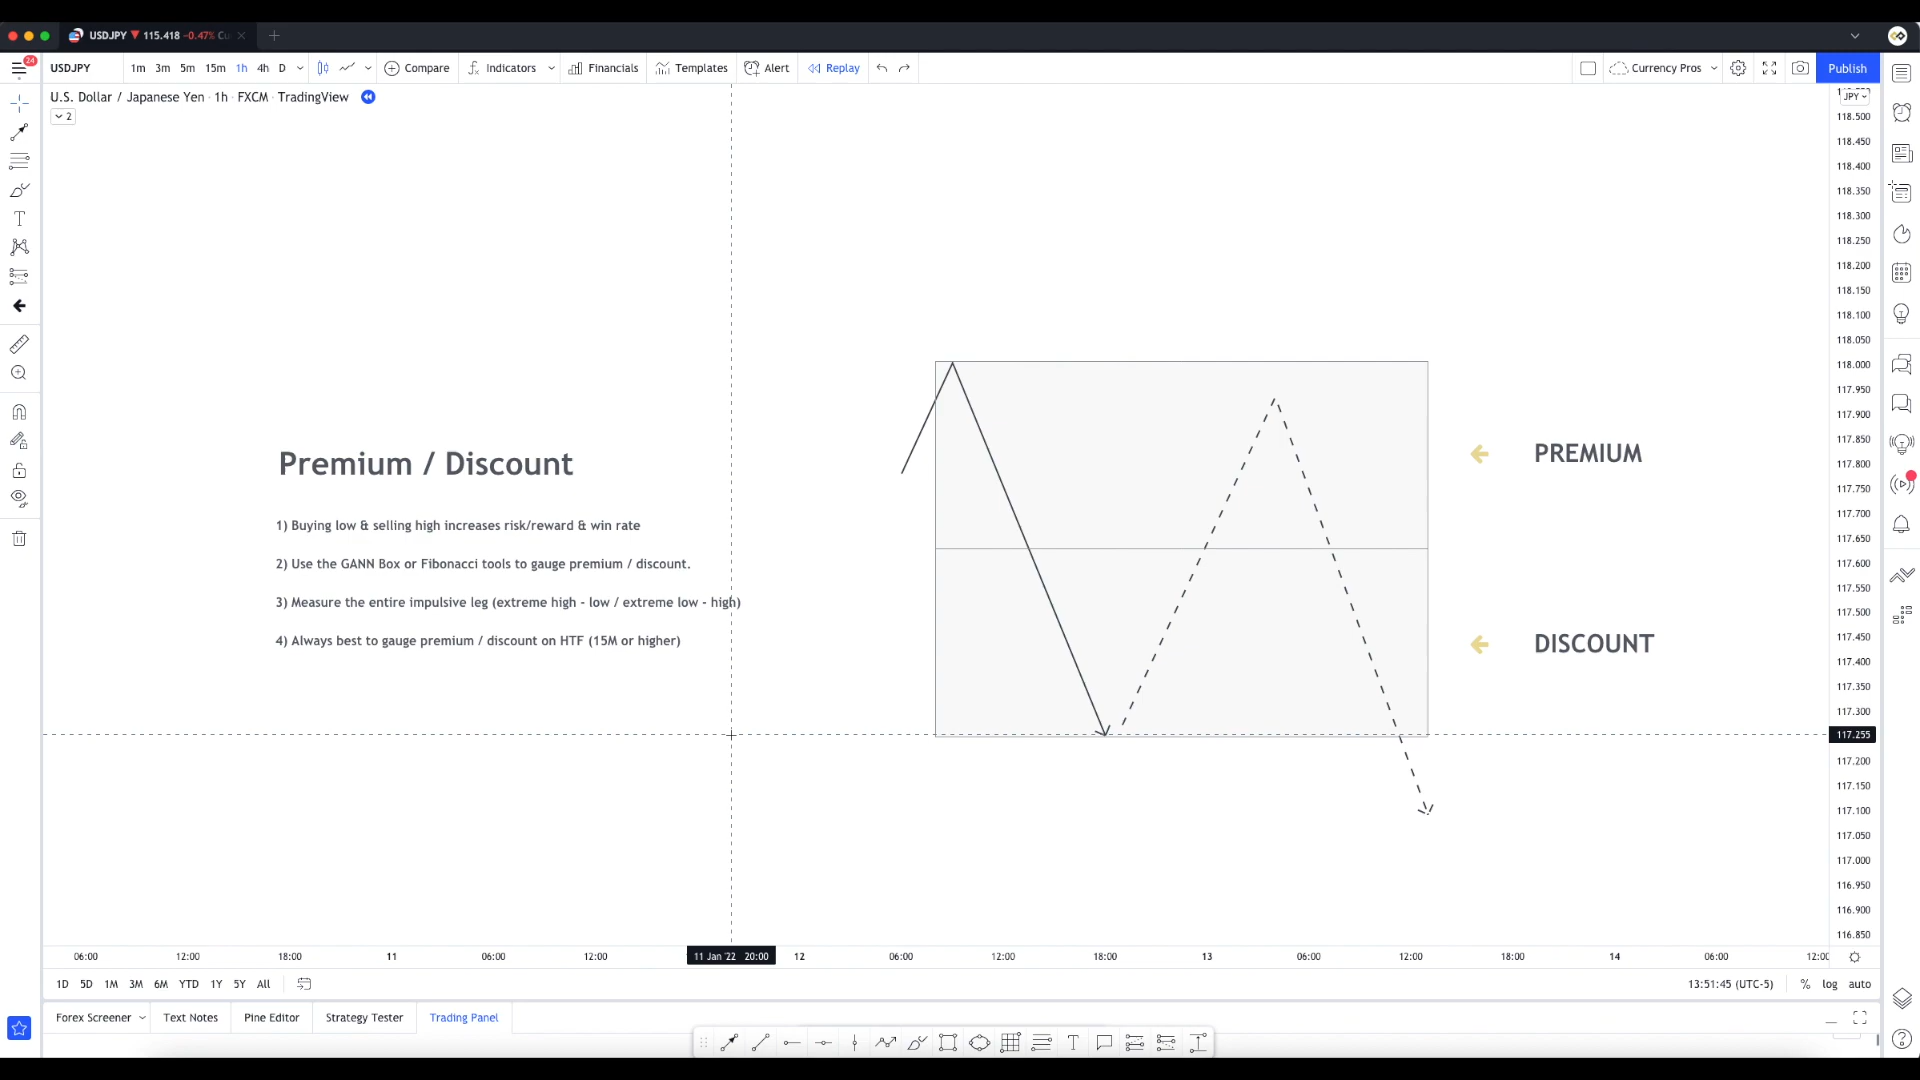 USDJPY ▼ 115.418 −0.47% Cu
24
USDJPY 1m 3m 5m 15m 1h 4h D Compare Indicators Financials Templates Alert Replay Currency Pros Publish
U.S. Dollar / Japanese Yen · 1h · FXCM · TradingView
2
JPY
118.500
118.450
118.400
118.350
118.300
118.250
118.200
118.150
118.100
118.050
118.000
117.950
117.900
117.850
117.800
117.750
117.700
117.650
117.600
117.550
117.500
117.450
117.400
117.350
117.300
117.255
117.200
117.150
117.100
117.050
117.000
116.950
116.900
116.850
Premium / Discount
1) Buying low & selling high increases risk/reward & win rate
2) Use the GANN Box or Fibonacci tools to gauge premium / discount.
3) Measure the entire impulsive leg (extreme high - low / extreme low - high)
4) Always best to gauge premium / discount on HTF (15M or higher)
PREMIUM
DISCOUNT
06:00 12:00 18:00 11 06:00 12:00 11 Jan '22 20:00 12 06:00 12:00 18:00 13 06:00 12:00 18:00 14 06:00 12:00
1D 5D 1M 3M 6M YTD 1Y 5Y All 13:51:45 (UTC-5) % log auto
Forex Screener Text Notes Pine Editor Strategy Tester Trading Panel